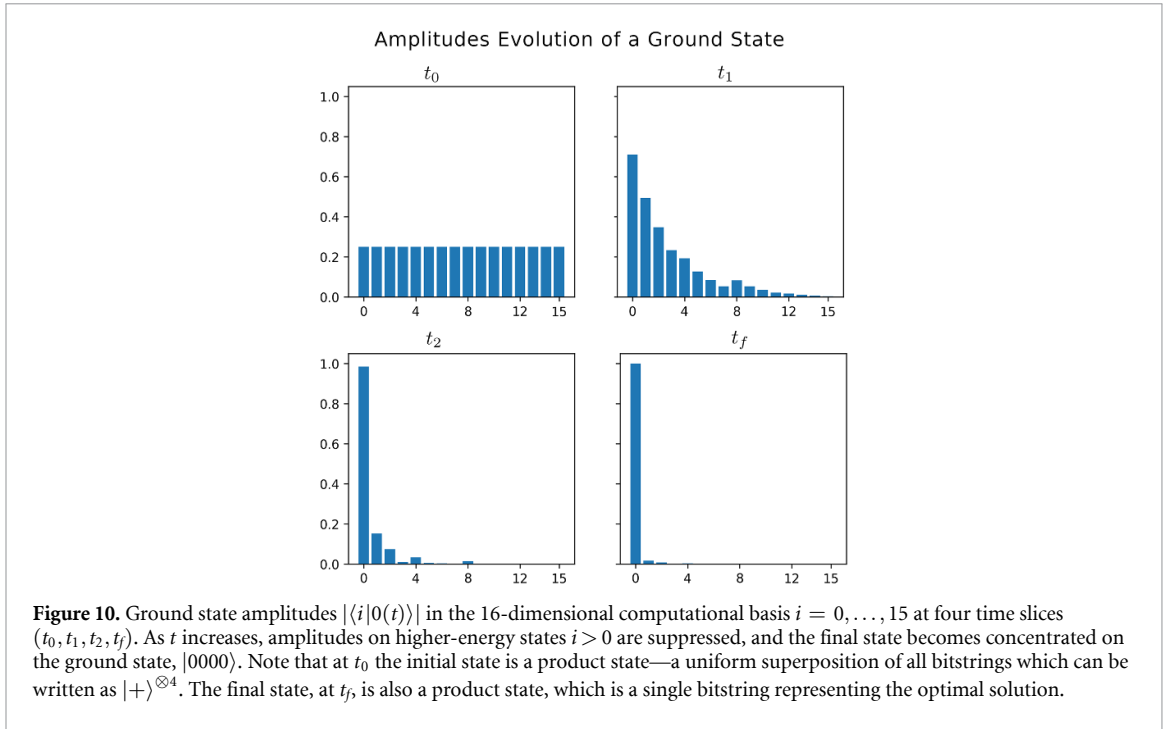 Amplitudes Evolution of a Ground State
t₀
t₁
1.0
0.8
0.6
0.4
0.2
0.0
0 4 8 12 15
0 4 8 12 15
t₂
t_f
1.0
0.8
0.6
0.4
0.2
0.0
0 4 8 12 15
0 4 8 12 15
Figure 10. Ground state amplitudes |⟨i|0(t)⟩| in the 16-dimensional computational basis i = 0,…,15 at four time slices
(t₀, t₁, t₂, t_f). As t increases, amplitudes on higher-energy states i > 0 are suppressed, and the final state becomes concentrated on
the ground state, |0000⟩. Note that at t₀ the initial state is a product state—a uniform superposition of all bitstrings which can be
written as |+⟩^⊗4. The final state, at t_f, is also a product state, which is a single bitstring representing the optimal solution.